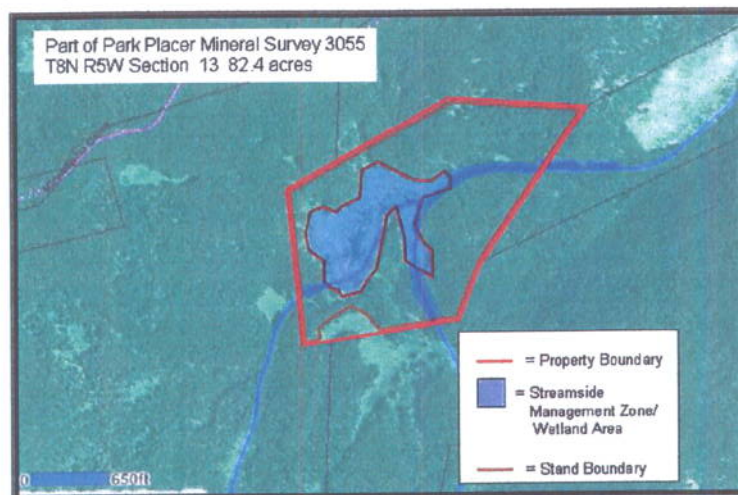 Part of Park Placer Mineral Survey 3055
T8N R5W Section 13 82.4 acres
= Property Boundary
= Streamside
Management Zone/
Wetland Area
= Stand Boundary
0 650ft